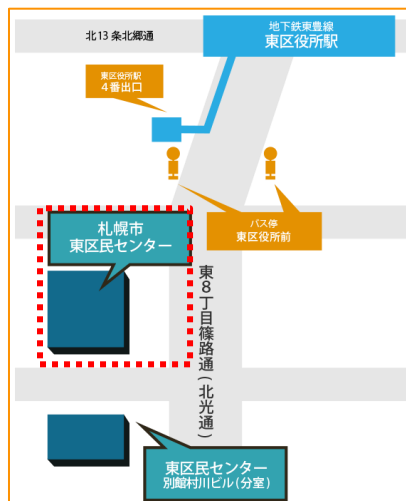 地下鉄東豊線
東区役所駅
北13条北郷通
東区役所駅
4番出口
バス停
東区役所前
札幌市
東区民センター
東8丁目篠路通(北光通)
東区民センター
別館村川ビル(分室)